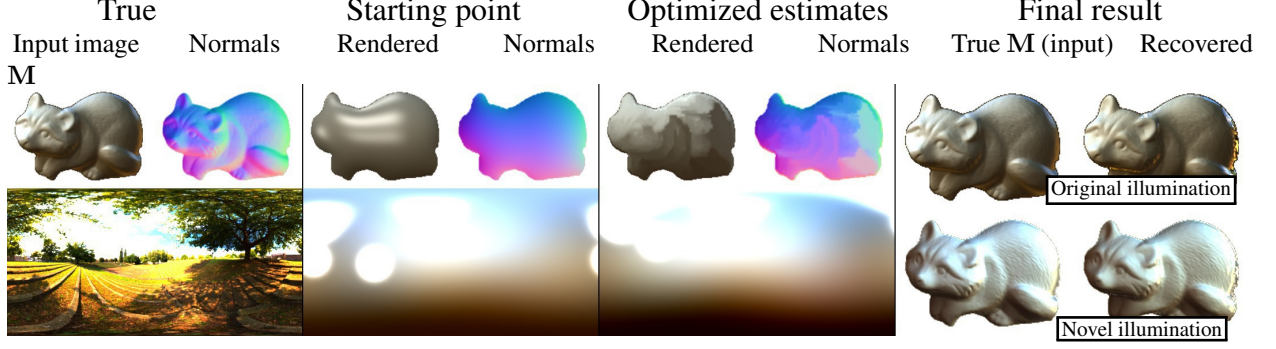 True Starting point Optimized estimates Final result
Input image Normals Rendered Normals Rendered Normals True M (input) Recovered
M
Original illumination
Novel illumination